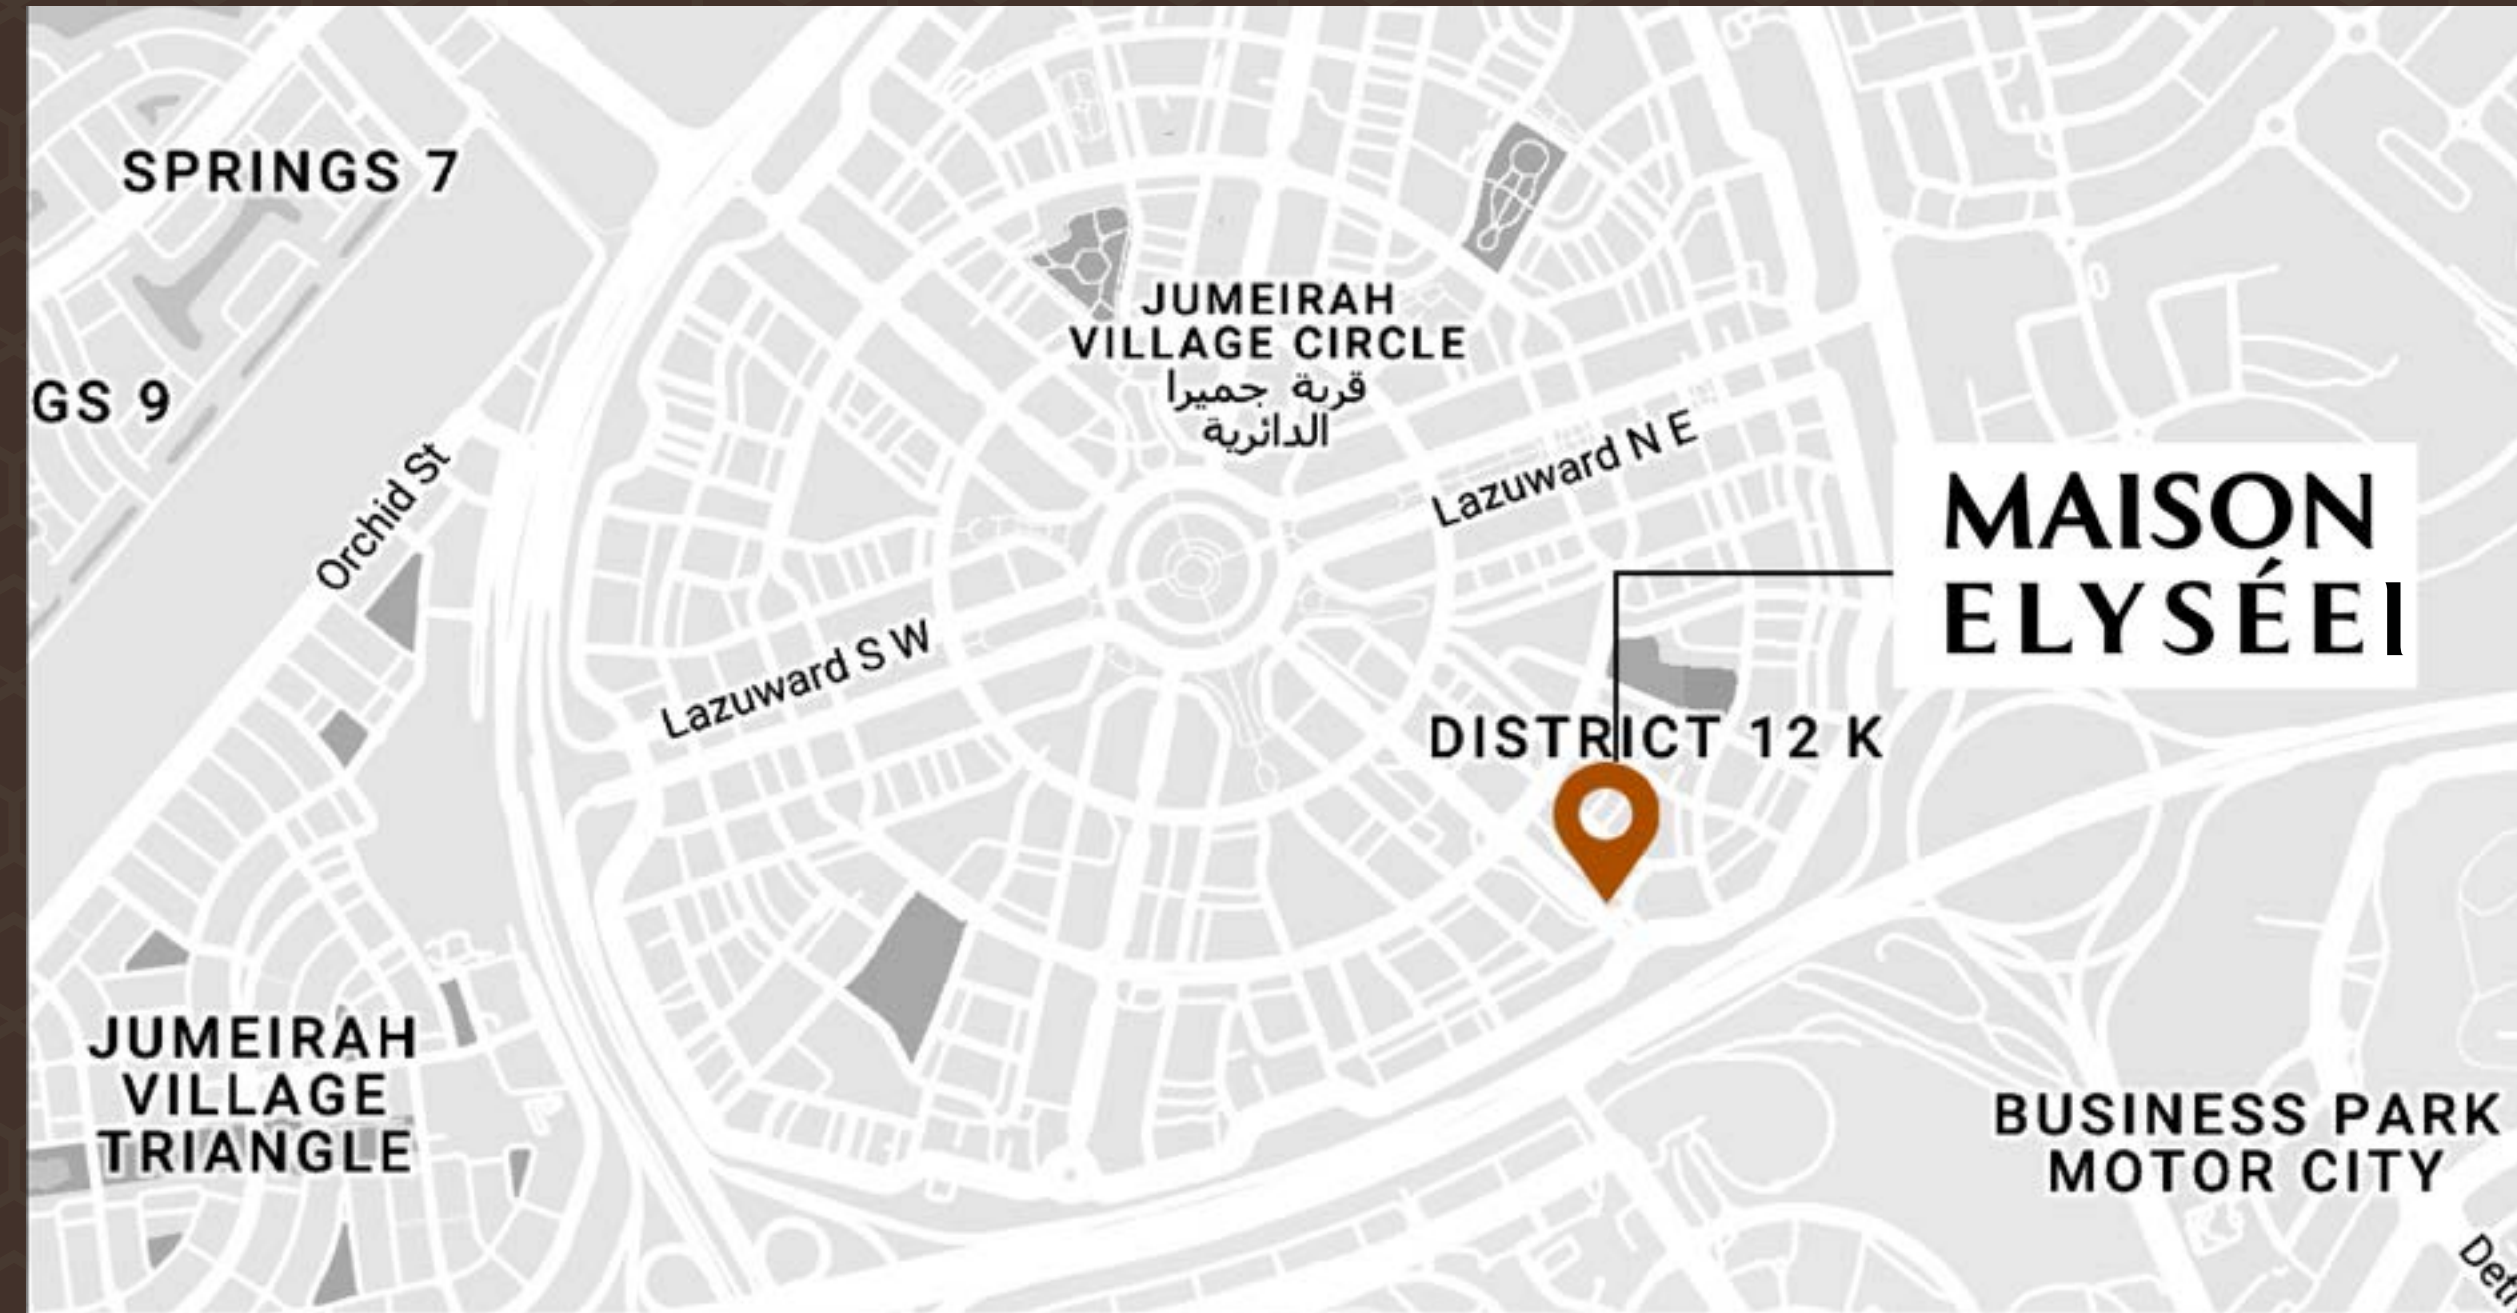 SPRINGS 7
JUMEIRAH
VILLAGE CIRCLE
قرية جميرا
الدائرية
GS 9
Orchid St
Lazuward N E
MAISON
ELYSÉE I
Lazuward S W
DISTRICT 12 K
JUMEIRAH
VILLAGE
TRIANGLE
BUSINESS PARK
MOTOR CITY